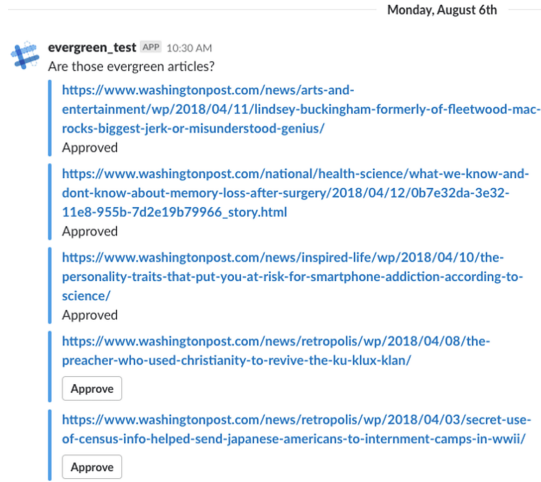 Monday, August 6th
evergreen_test APP 10:30 AM
Are those evergreen articles?
https://www.washingtonpost.com/news/arts-and-
entertainment/wp/2018/04/11/lindsey-buckingham-formerly-of-fleetwood-mac-
rocks-biggest-jerk-or-misunderstood-genius/
Approved
https://www.washingtonpost.com/national/health-science/what-we-know-and-
dont-know-about-memory-loss-after-surgery/2018/04/12/0b7e32da-3e32-
11e8-955b-7d2e19b79966_story.html
Approved
https://www.washingtonpost.com/news/inspired-life/wp/2018/04/10/the-
personality-traits-that-put-you-at-risk-for-smartphone-addiction-according-to-
science/
Approved
https://www.washingtonpost.com/news/retropolis/wp/2018/04/08/the-
preacher-who-used-christianity-to-revive-the-ku-klux-klan/
Approve
https://www.washingtonpost.com/news/retropolis/wp/2018/04/03/secret-use-
of-census-info-helped-send-japanese-americans-to-internment-camps-in-wwii/
Approve